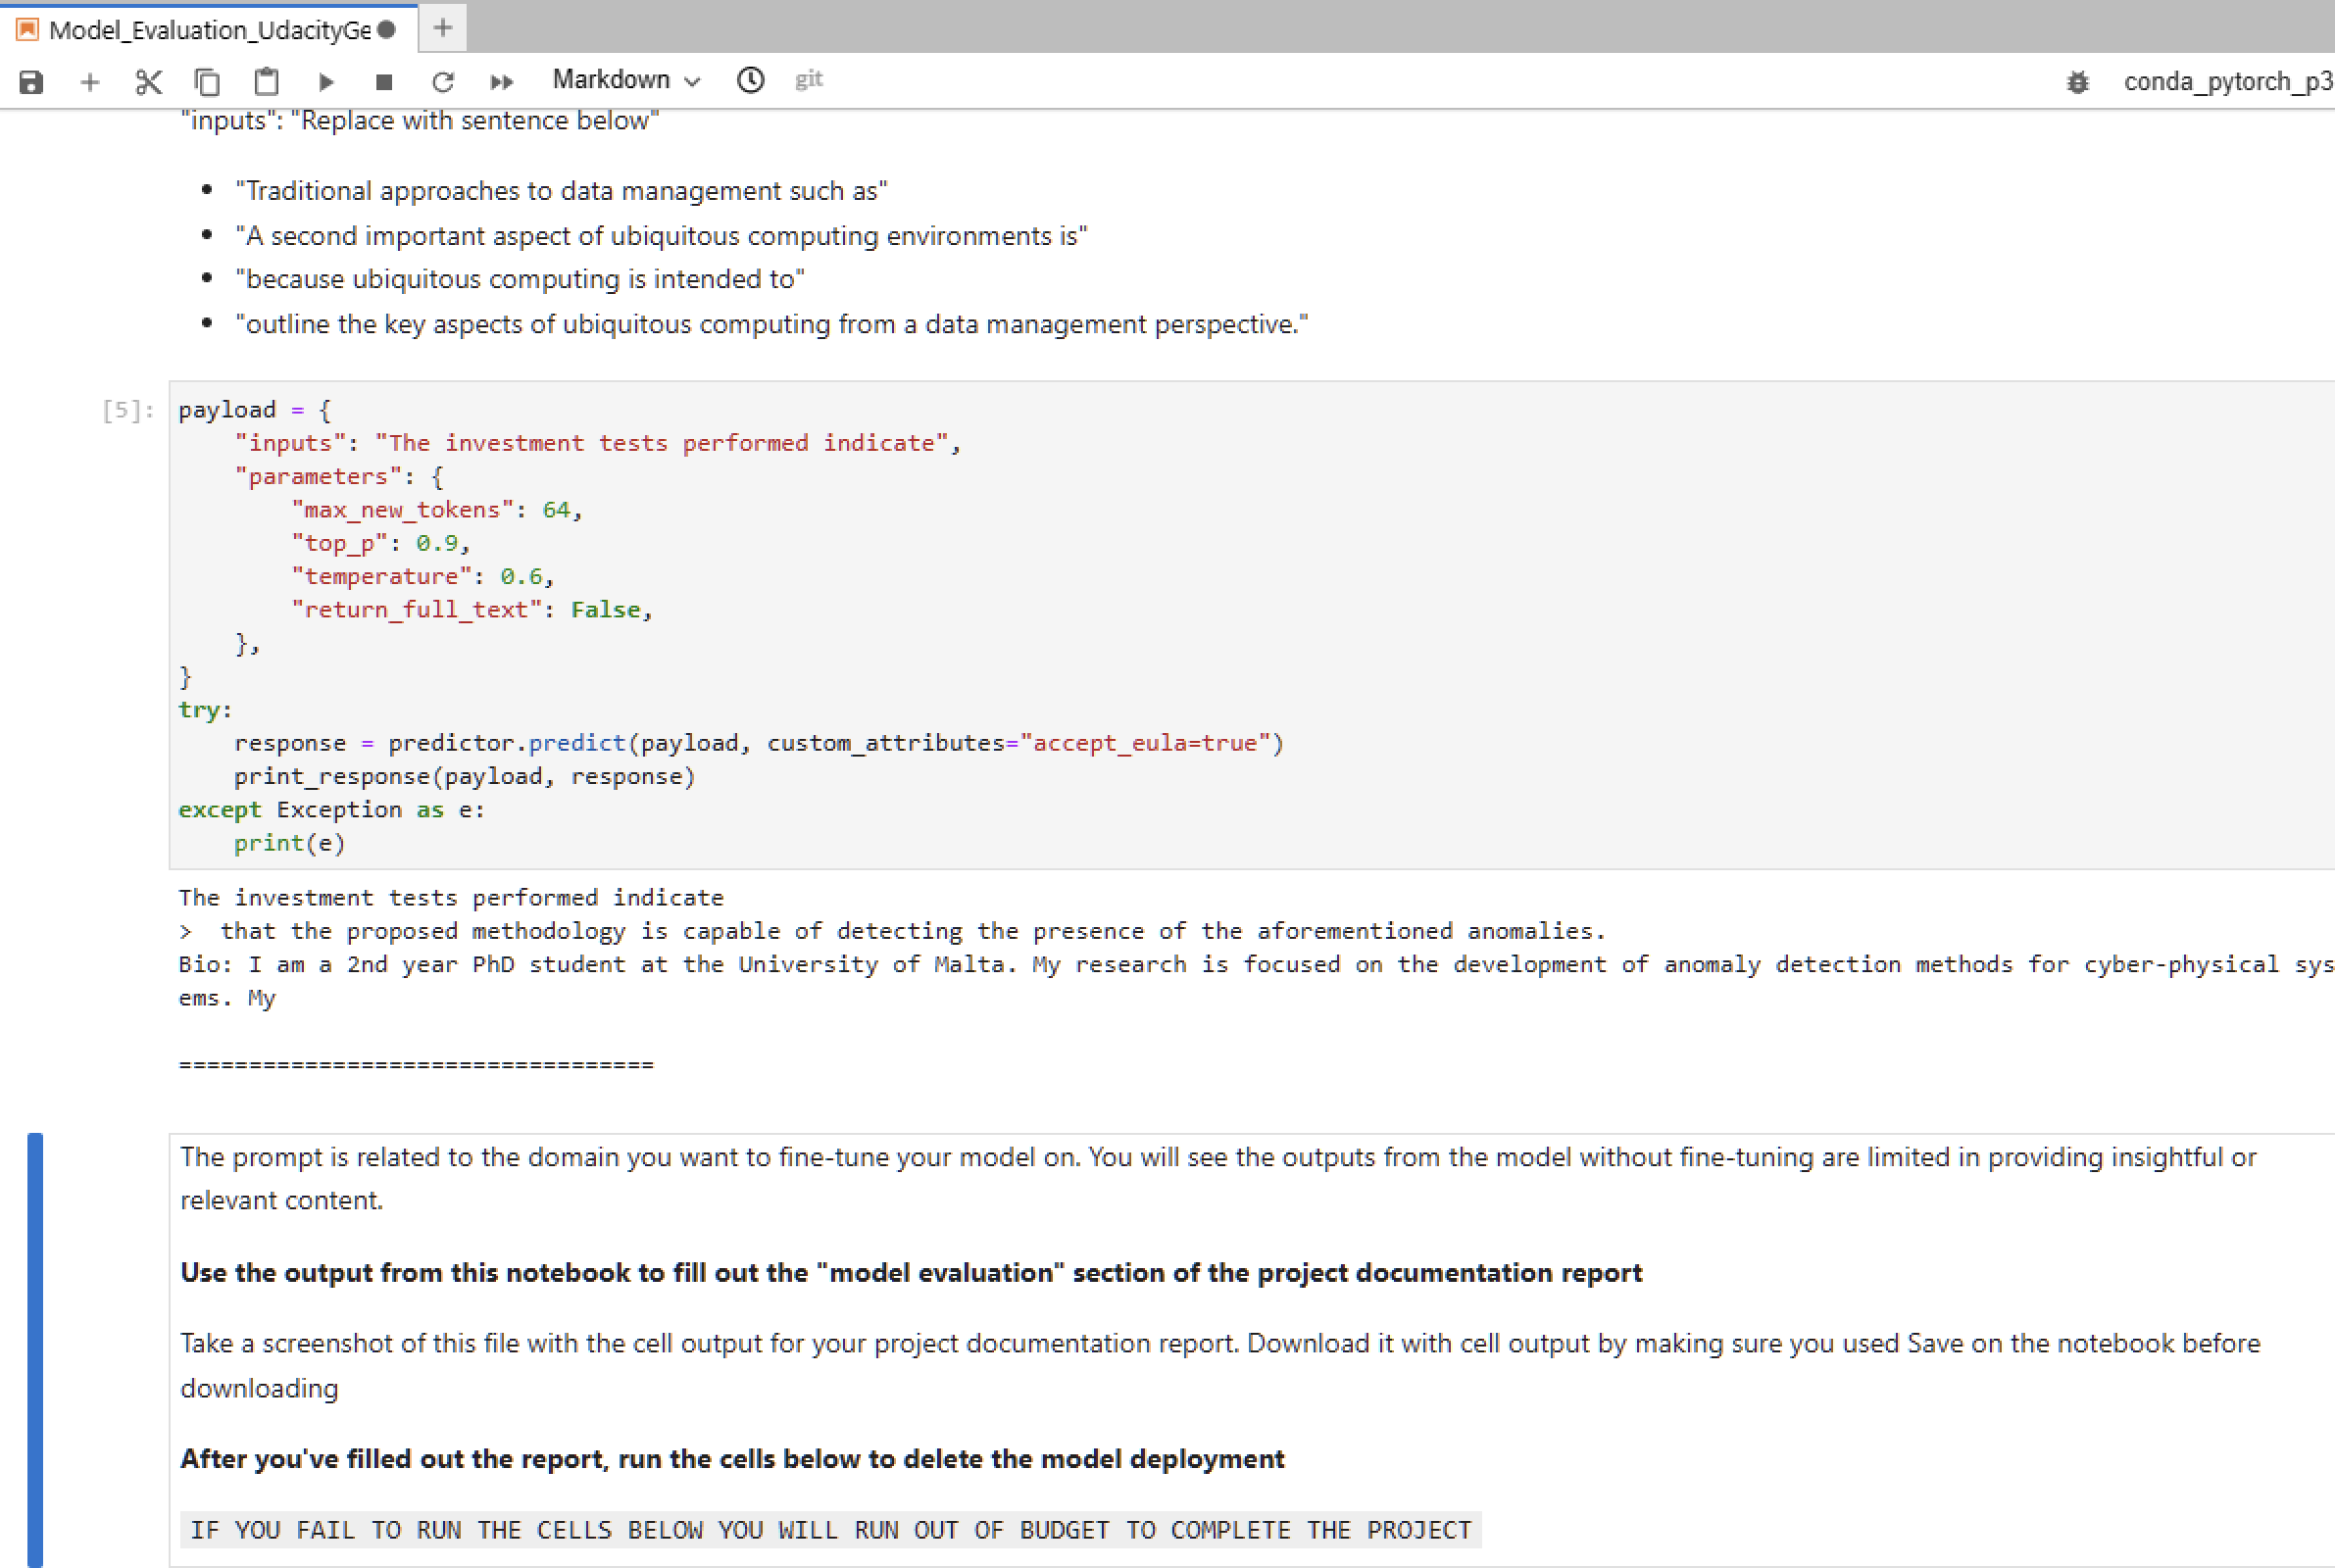 Model_Evaluation_UdacityGe
Markdown
git
conda_pytorch_p3
"inputs": "Replace with sentence below"
• "Traditional approaches to data management such as"
• "A second important aspect of ubiquitous computing environments is"
• "because ubiquitous computing is intended to"
• "outline the key aspects of ubiquitous computing from a data management perspective."
[5]:
payload = {
    "inputs": "The investment tests performed indicate",
    "parameters": {
        "max_new_tokens": 64,
        "top_p": 0.9,
        "temperature": 0.6,
        "return_full_text": False,
    },
}
try:
    response = predictor.predict(payload, custom_attributes="accept_eula=true")
    print_response(payload, response)
except Exception as e:
    print(e)
The investment tests performed indicate
>  that the proposed methodology is capable of detecting the presence of the aforementioned anomalies.
Bio: I am a 2nd year PhD student at the University of Malta. My research is focused on the development of anomaly detection methods for cyber-physical sys
ems. My
==================================
The prompt is related to the domain you want to fine-tune your model on. You will see the outputs from the model without fine-tuning are limited in providing insightful or
relevant content.
Use the output from this notebook to fill out the "model evaluation" section of the project documentation report
Take a screenshot of this file with the cell output for your project documentation report. Download it with cell output by making sure you used Save on the notebook before
downloading
After you've filled out the report, run the cells below to delete the model deployment
IF YOU FAIL TO RUN THE CELLS BELOW YOU WILL RUN OUT OF BUDGET TO COMPLETE THE PROJECT